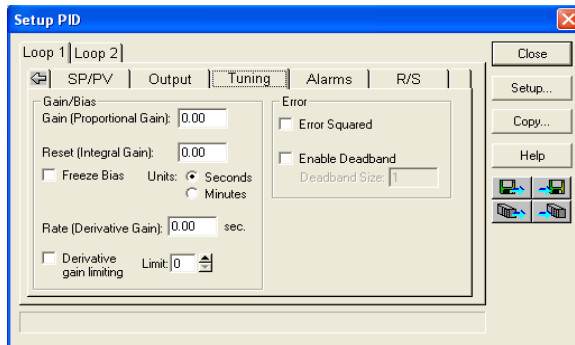 Setup PID
Loop 1 Loop 2
SP/PV Output Tuning Alarms R/S
Gain/Bias
Gain (Proportional Gain): 0.00
Reset (Integral Gain): 0.00
Freeze Bias Units: Seconds
Minutes
Rate (Derivative Gain): 0.00 sec.
Derivative
gain limiting Limit: 0
Error
Error Squared
Enable Deadband
Deadband Size: 1
Close
Setup...
Copy...
Help